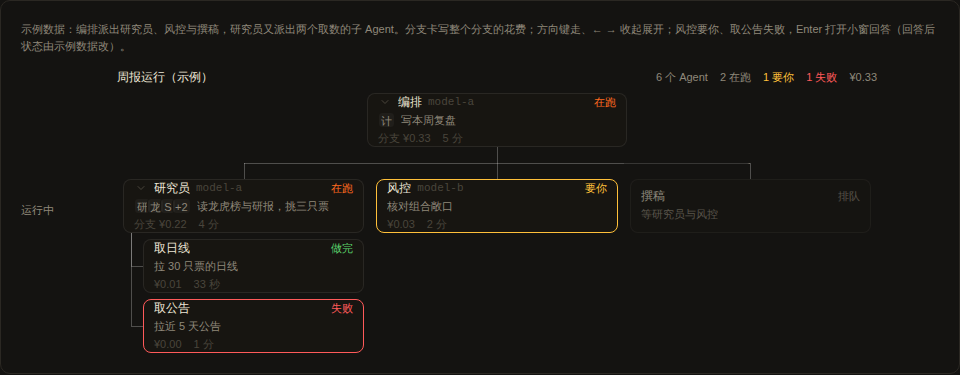 示例数据：编排派出研究员、风控与撰稿，研究员又派出两个取数的子 Agent。分支卡写整个分支的花费；方向键走、← → 收起展开；风控要你、取公告失败，Enter 打开小窗回答（回答后
状态由示例数据改）。
周报运行（示例） 6 个 Agent 2 在跑 1 要你 1 失败 ¥0.33
编排 model-a 在跑
计 写本周复盘
分支 ¥0.33 5 分
研究员 model-a 在跑
研 龙 S +2 读龙虎榜与研报，挑三只票
分支 ¥0.22 4 分
风控 model-b 要你
核对组合敞口
¥0.03 2 分
撰稿 排队
等研究员与风控
运行中
取日线 做完
拉 30 只票的日线
¥0.01 33 秒
取公告 失败
拉近 5 天公告
¥0.00 1 分